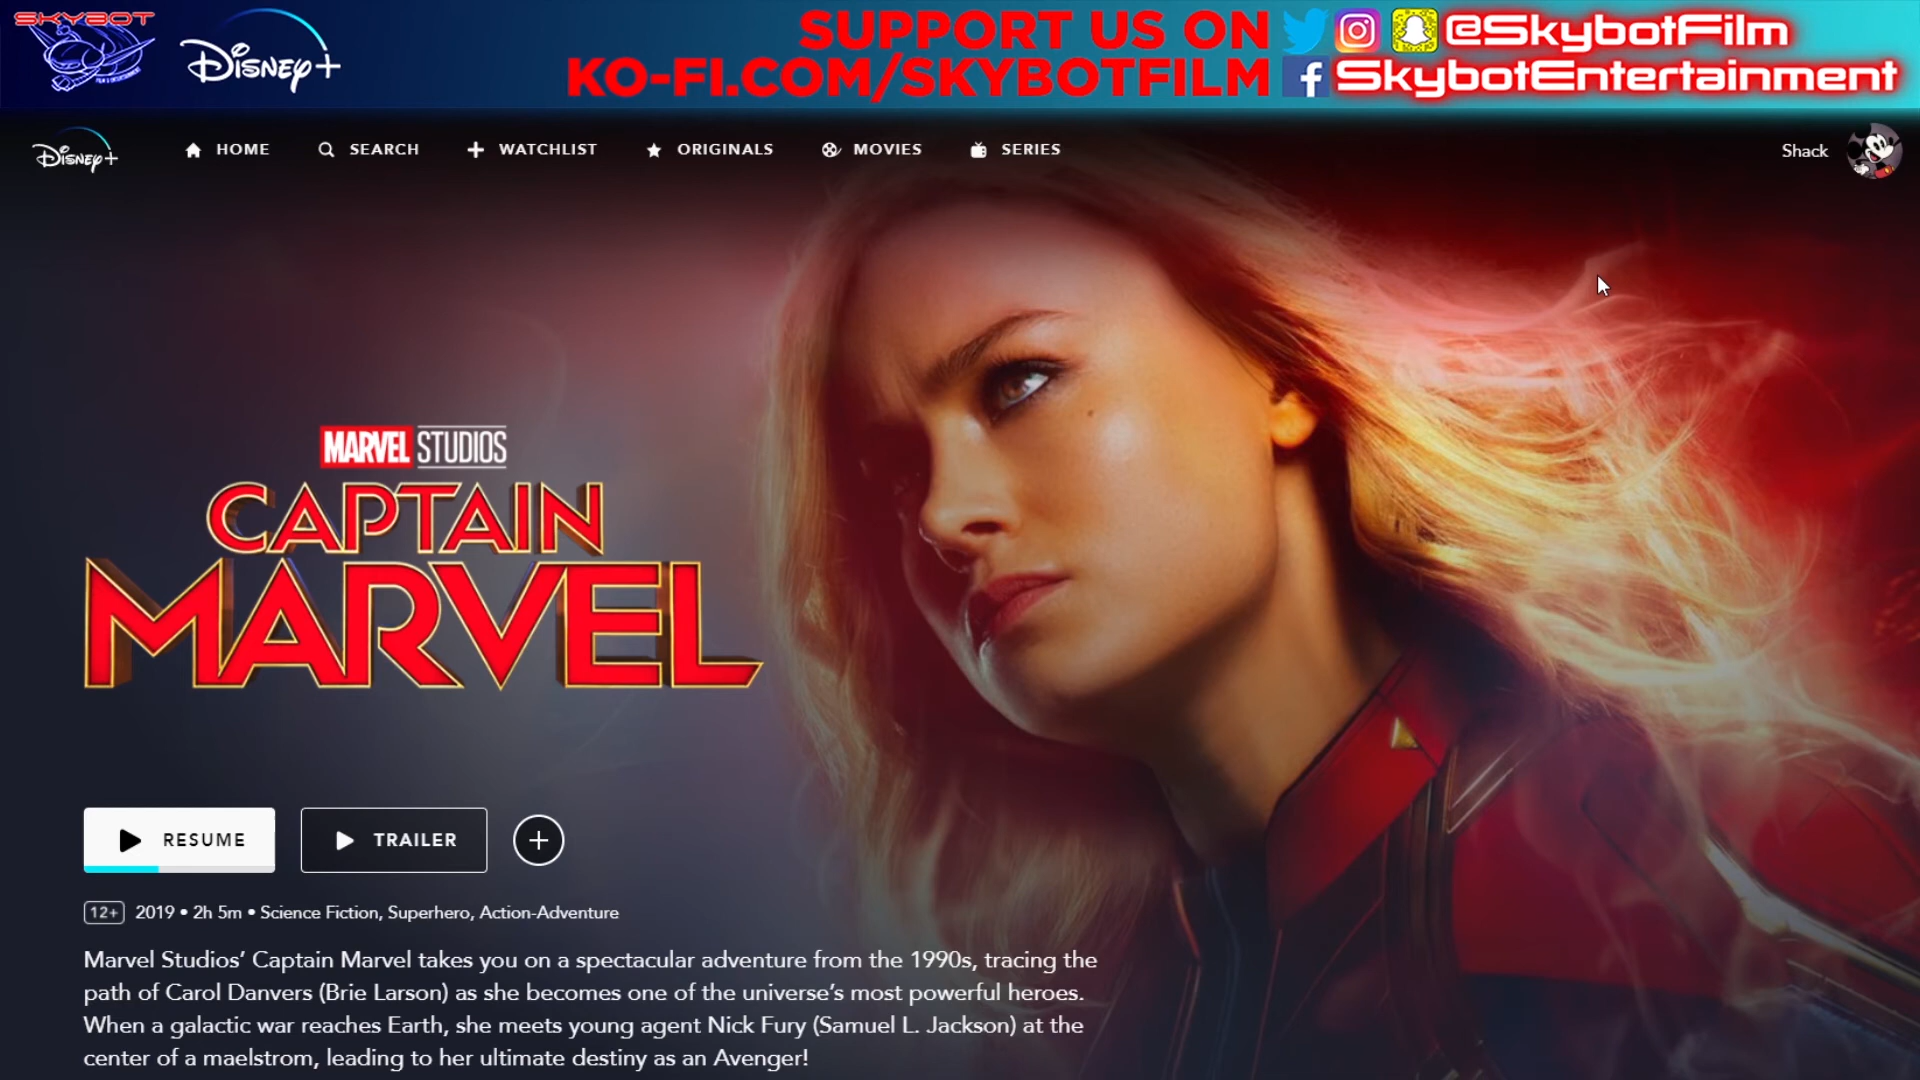 SKYBOT
FILM & ENTERTAINMENT
Disney+
SUPPORT US ON
KO-FI.COM/SKYBOTFILM
@SkybotFilm
SkybotEntertainment
Disney+
HOME
SEARCH
WATCHLIST
ORIGINALS
MOVIES
SERIES
Shack
MARVEL STUDIOS
CAPTAIN
MARVEL
RESUME
TRAILER
12+ 2019 • 2h 5m • Science Fiction, Superhero, Action-Adventure
Marvel Studios’ Captain Marvel takes you on a spectacular adventure from the 1990s, tracing the
path of Carol Danvers (Brie Larson) as she becomes one of the universe’s most powerful heroes.
When a galactic war reaches Earth, she meets young agent Nick Fury (Samuel L. Jackson) at the
center of a maelstrom, leading to her ultimate destiny as an Avenger!